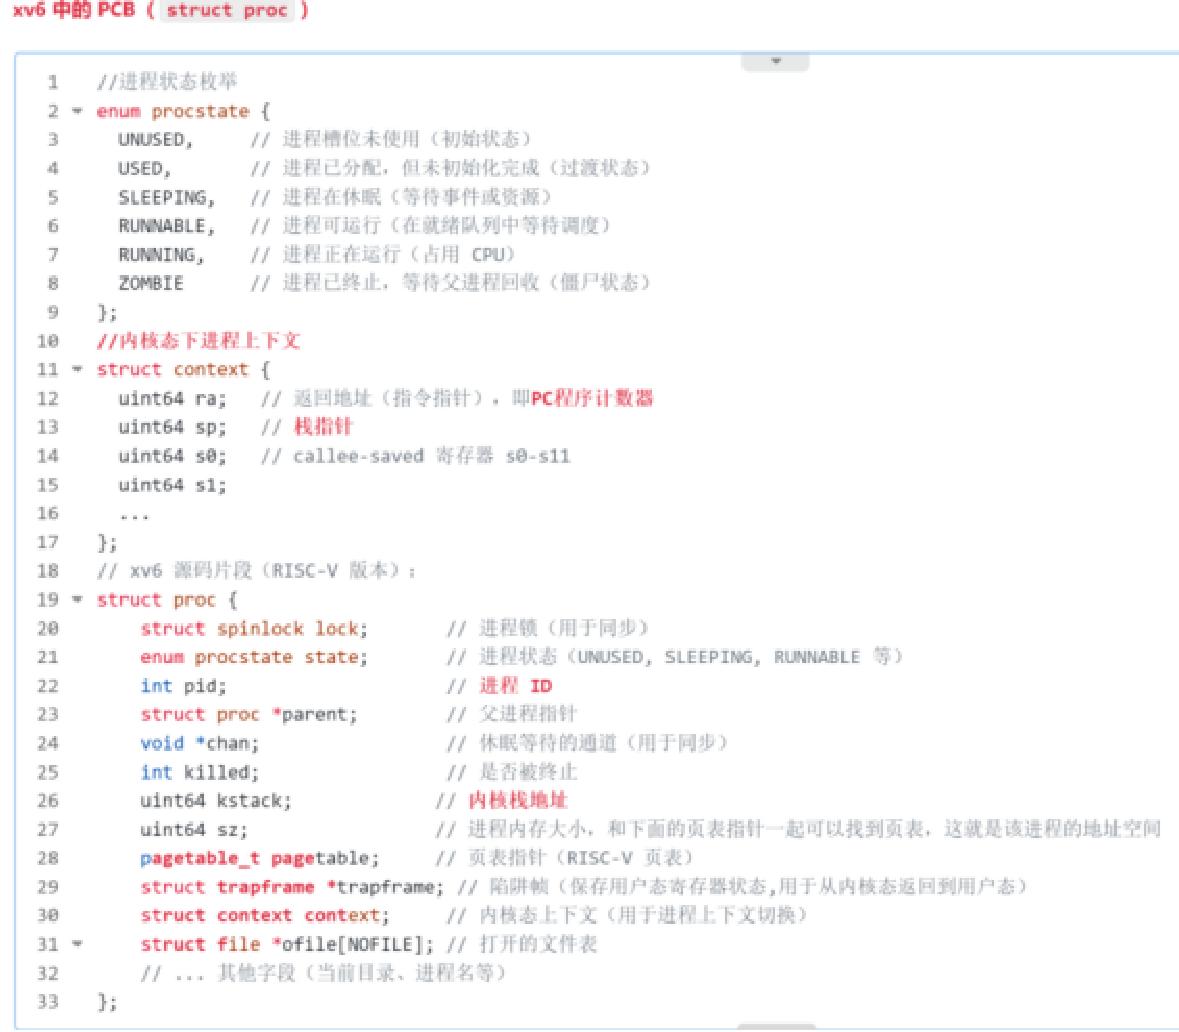 xv6 中的 PCB（ struct proc ）
1 //进程状态枚举
2 enum procstate {
3 UNUSED, // 进程槽位未使用（初始状态）
4 USED, // 进程已分配，但未初始化完成（过渡状态）
5 SLEEPING, // 进程在休眠（等待事件或资源）
6 RUNNABLE, // 进程可运行（在就绪队列中等待调度）
7 RUNNING, // 进程正在运行（占用 CPU）
8 ZOMBIE // 进程已终止，等待父进程回收（僵尸状态）
9 };
10 //内核态下进程上下文
11 struct context {
12 uint64 ra; // 返回地址（指令指针），即PC程序计数器
13 uint64 sp; // 栈指针
14 uint64 s0; // callee-saved 寄存器 s0-s11
15 uint64 s1;
16 ...
17 };
18 // xv6 源码片段（RISC-V 版本）：
19 struct proc {
20 struct spinlock lock; // 进程锁（用于同步）
21 enum procstate state; // 进程状态（UNUSED, SLEEPING, RUNNABLE 等）
22 int pid; // 进程 ID
23 struct proc *parent; // 父进程指针
24 void *chan; // 休眠等待的通道（用于同步）
25 int killed; // 是否被终止
26 uint64 kstack; // 内核栈地址
27 uint64 sz; // 进程内存大小，和下面的页表指针一起可以找到页表，这就是该进程的地址空间
28 pagetable_t pagetable; // 页表指针（RISC-V 页表）
29 struct trapframe *trapframe; // 陷阱帧（保存用户态寄存器状态,用于从内核态返回到用户态）
30 struct context context; // 内核态上下文（用于进程上下文切换）
31 struct file *ofile[NOFILE]; // 打开的文件表
32 // ... 其他字段（当前目录、进程名等）
33 };